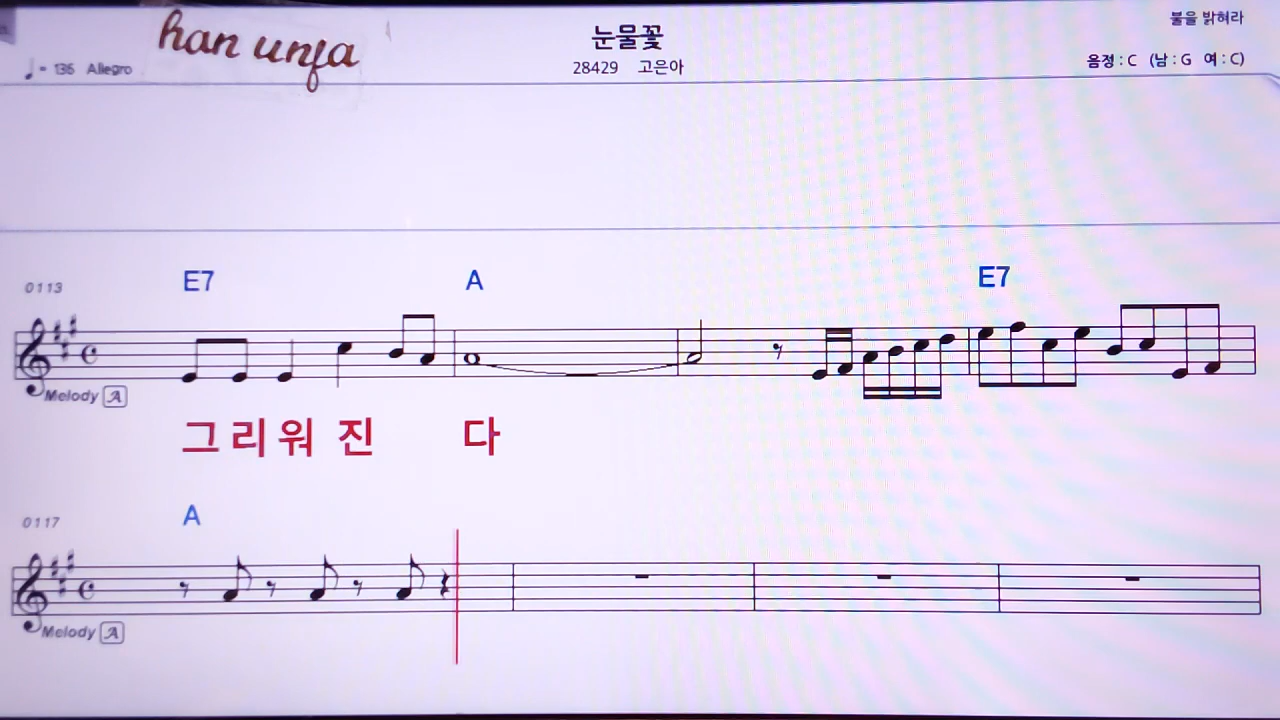 han unfa
눈물꽃
불을 밝혀라
♩= 136 Allegro
28429 고은아
음정 : C (남 : G 여 : C)
0113
E7 A E7
Melody A
그 리 워 진 다
0117
A
Melody A